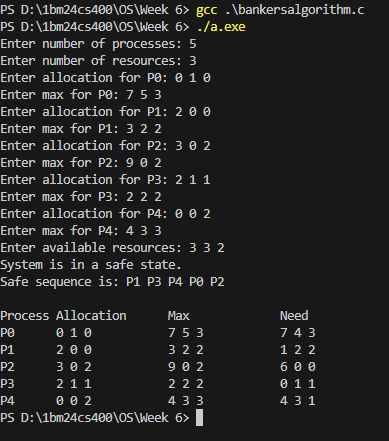 PS D:\1bm24cs400\OS\Week 6> gcc .\bankersalgorithm.c
PS D:\1bm24cs400\OS\Week 6> ./a.exe
Enter number of processes: 5
Enter number of resources: 3
Enter allocation for P0: 0 1 0
Enter max for P0: 7 5 3
Enter allocation for P1: 2 0 0
Enter max for P1: 3 2 2
Enter allocation for P2: 3 0 2
Enter max for P2: 9 0 2
Enter allocation for P3: 2 1 1
Enter max for P3: 2 2 2
Enter allocation for P4: 0 0 2
Enter max for P4: 4 3 3
Enter available resources: 3 3 2
System is in a safe state.
Safe sequence is: P1 P3 P4 P0 P2

Process Allocation Max Need
P0 0 1 0 7 5 3 7 4 3
P1 2 0 0 3 2 2 1 2 2
P2 3 0 2 9 0 2 6 0 0
P3 2 1 1 2 2 2 0 1 1
P4 0 0 2 4 3 3 4 3 1
PS D:\1bm24cs400\OS\Week 6>